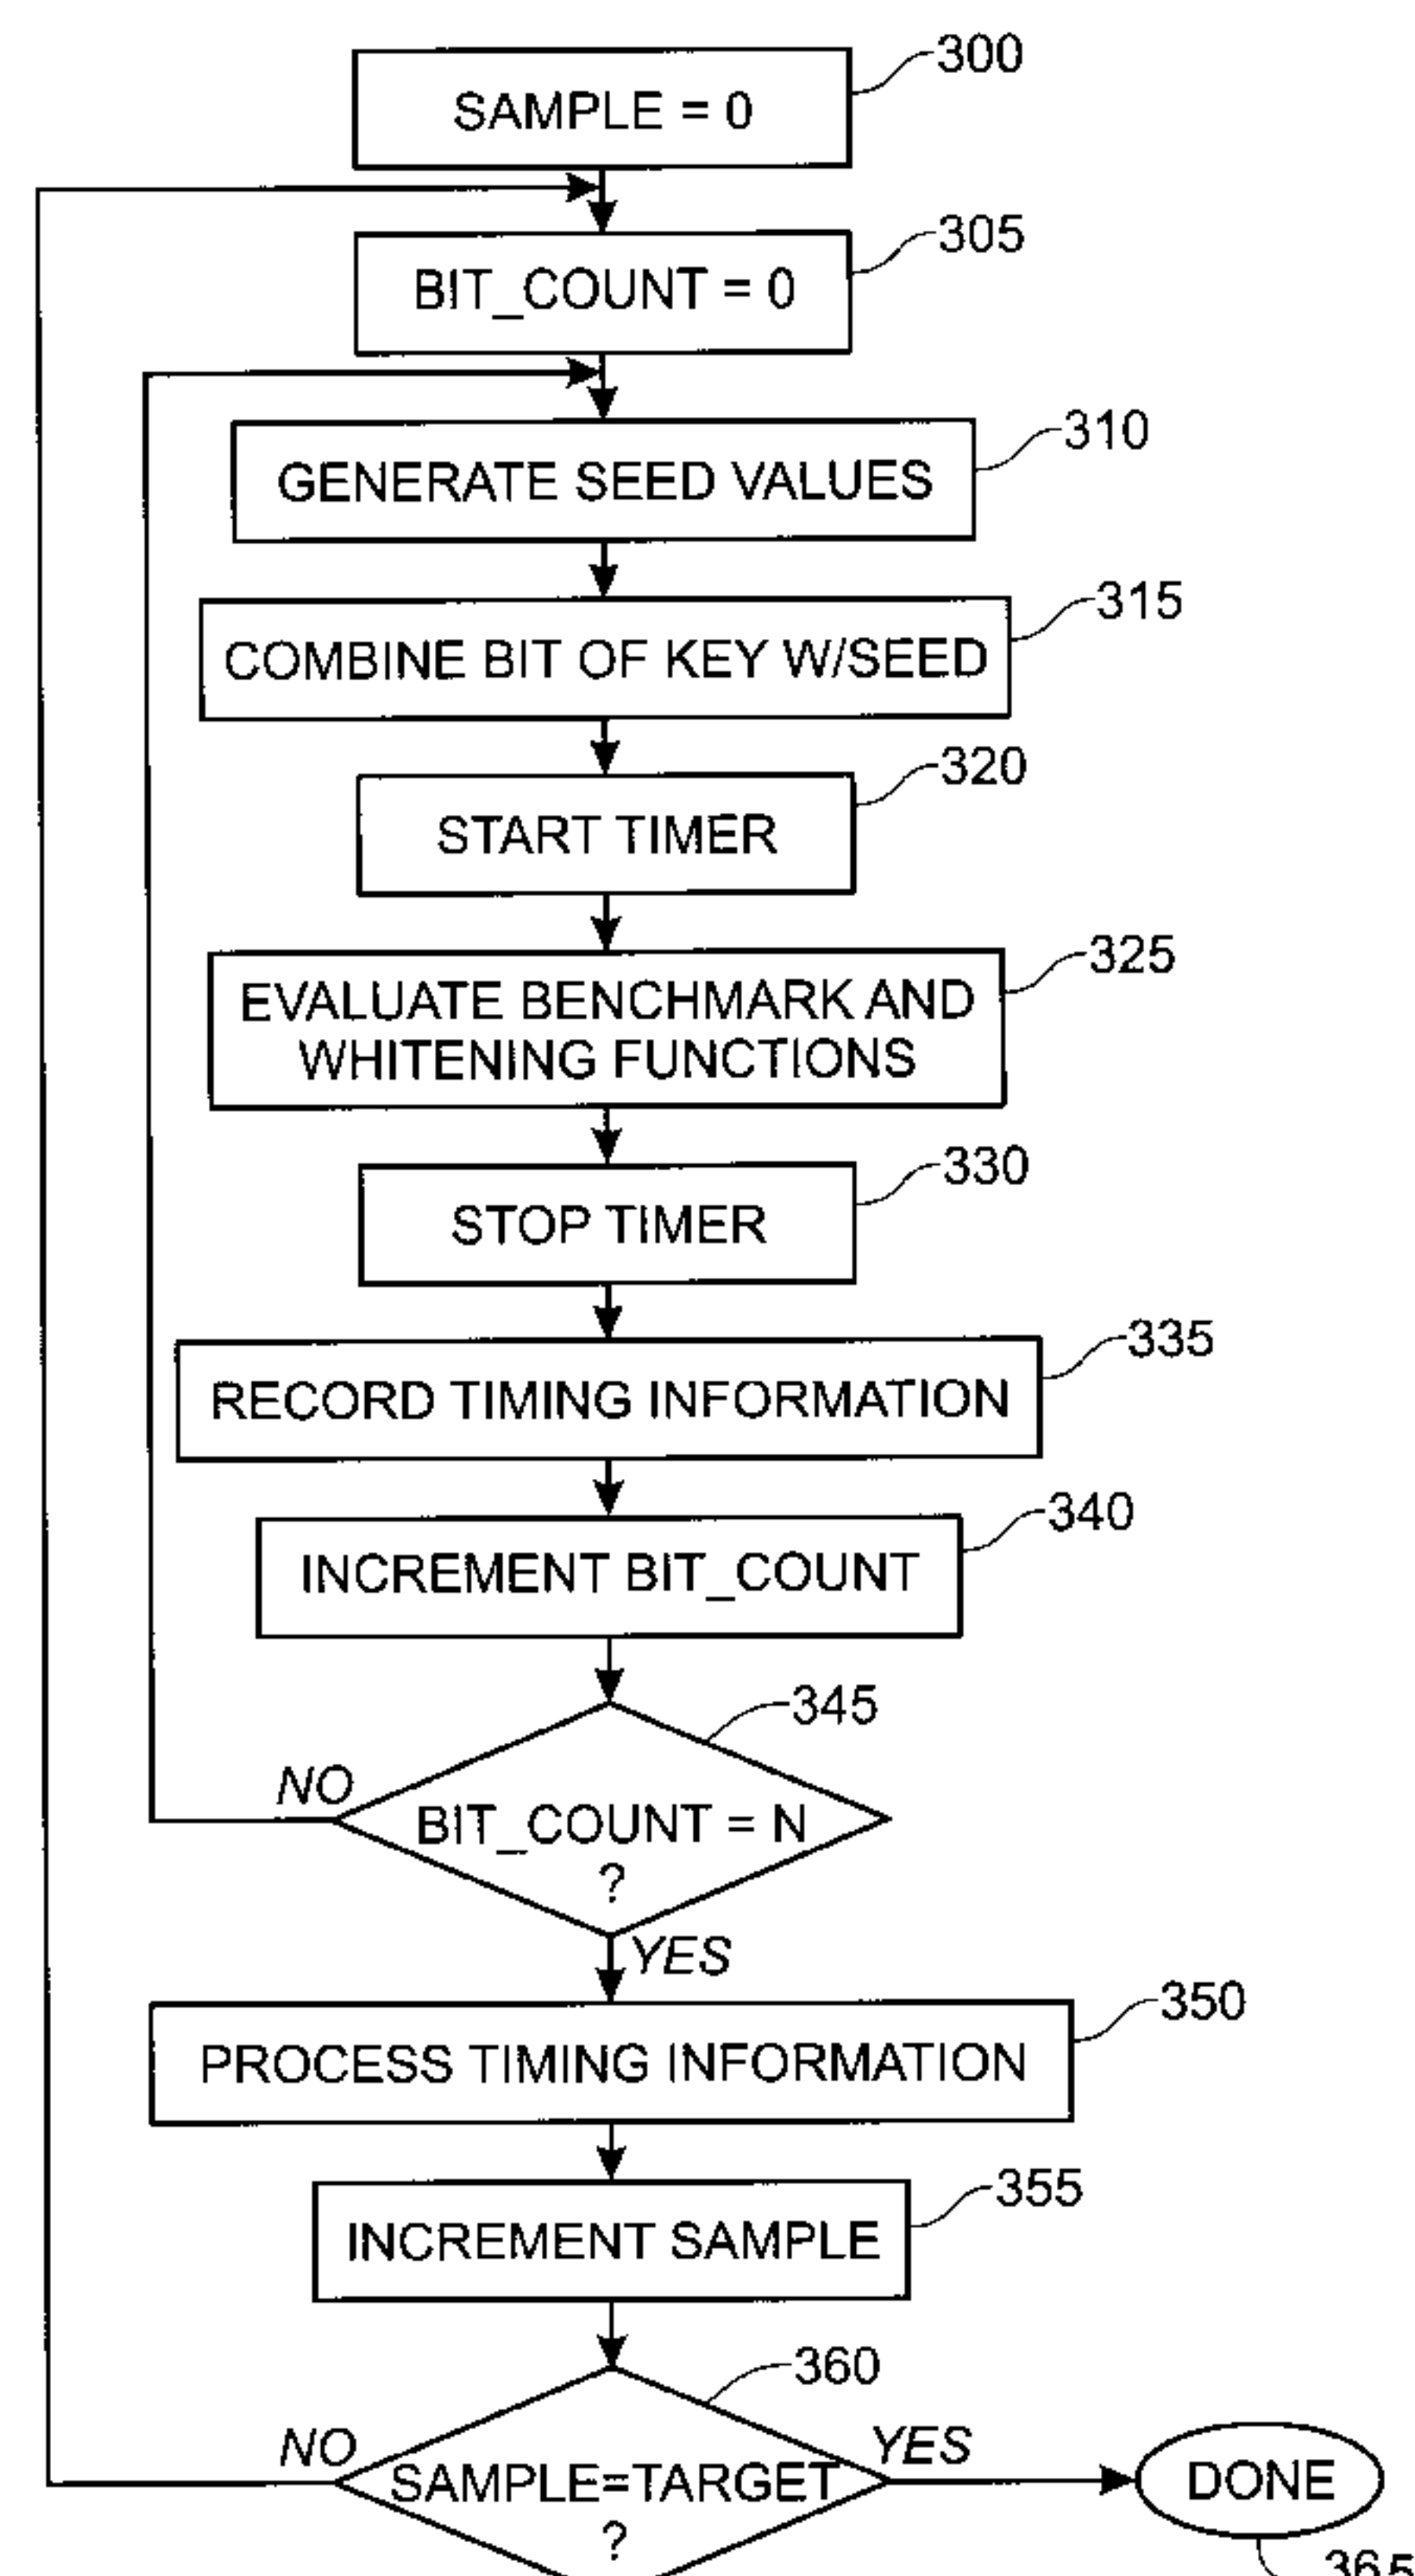 300
SAMPLE = 0
305
BIT_COUNT = 0
310
GENERATE SEED VALUES
315
COMBINE BIT OF KEY W/SEED
320
START TIMER
325
EVALUATE BENCHMARK AND
WHITENING FUNCTIONS
330
STOP TIMER
335
RECORD TIMING INFORMATION
340
INCREMENT BIT_COUNT
345
NO
BIT_COUNT = N
?
YES
350
PROCESS TIMING INFORMATION
355
INCREMENT SAMPLE
360
NO
SAMPLE=TARGET
?
YES
DONE
365